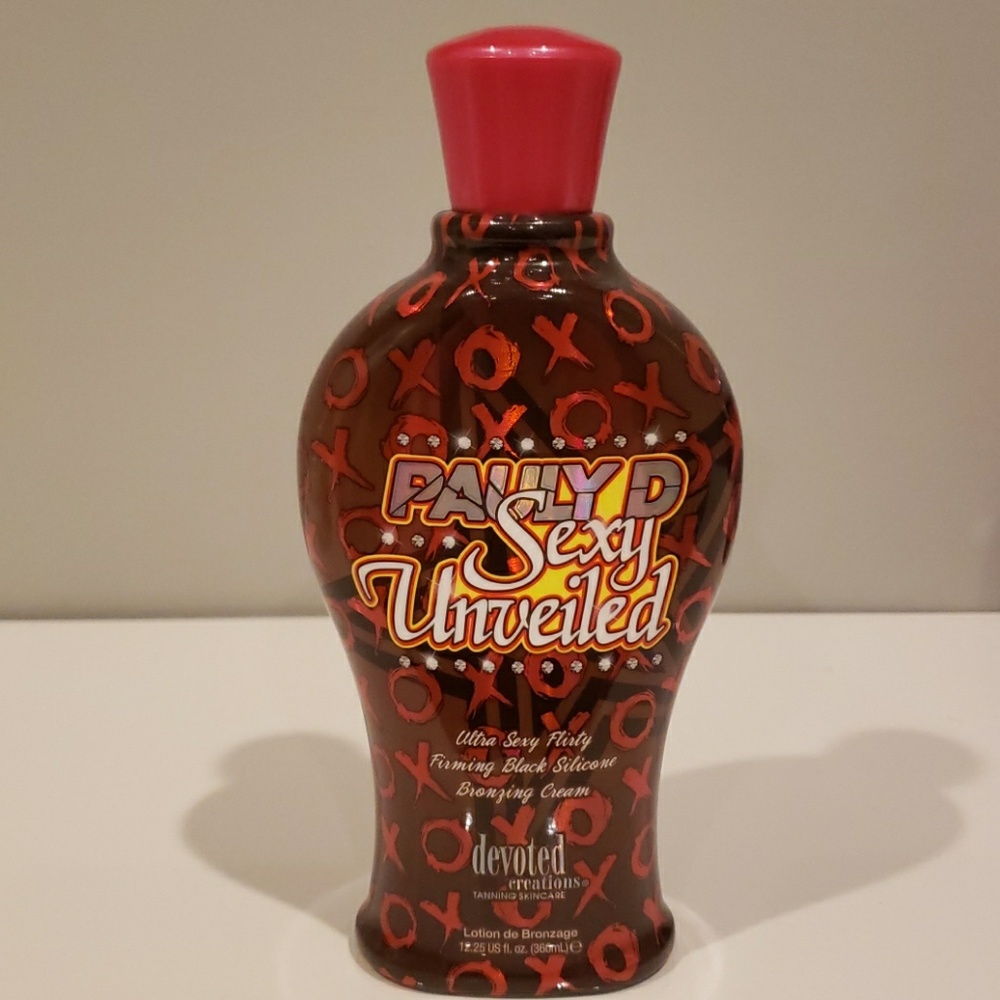 PAULY D
Sexy
Unveiled
Ultra Sexy Flirty
Firming Black Silicone
Bronzing Cream
devoted
creations
TANNING SKINCARE
Lotion de Bronzage
12.25 US fl. oz. (360mL) ℮